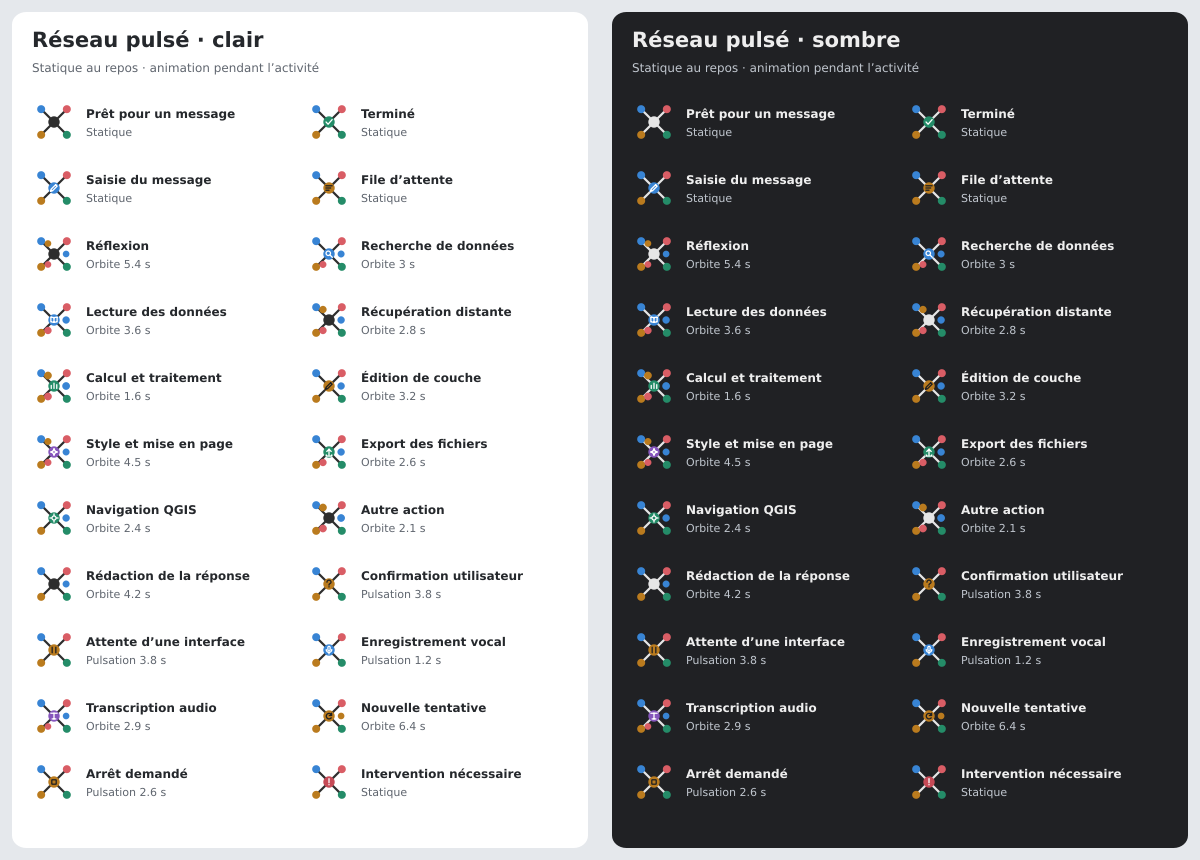 Réseau pulsé · clair
Statique au repos · animation pendant l’activité
Prêt pour un message
Statique
Terminé
Statique
Saisie du message
Statique
File d’attente
Statique
Réflexion
Orbite 5.4 s
Recherche de données
Orbite 3 s
Lecture des données
Orbite 3.6 s
Récupération distante
Orbite 2.8 s
Calcul et traitement
Orbite 1.6 s
Édition de couche
Orbite 3.2 s
Style et mise en page
Orbite 4.5 s
Export des fichiers
Orbite 2.6 s
Navigation QGIS
Orbite 2.4 s
Autre action
Orbite 2.1 s
Rédaction de la réponse
Orbite 4.2 s
Confirmation utilisateur
Pulsation 3.8 s
Attente d’une interface
Pulsation 3.8 s
Enregistrement vocal
Pulsation 1.2 s
Transcription audio
Orbite 2.9 s
Nouvelle tentative
Orbite 6.4 s
Arrêt demandé
Pulsation 2.6 s
Intervention nécessaire
Statique
Réseau pulsé · sombre
Statique au repos · animation pendant l’activité
Prêt pour un message
Statique
Terminé
Statique
Saisie du message
Statique
File d’attente
Statique
Réflexion
Orbite 5.4 s
Recherche de données
Orbite 3 s
Lecture des données
Orbite 3.6 s
Récupération distante
Orbite 2.8 s
Calcul et traitement
Orbite 1.6 s
Édition de couche
Orbite 3.2 s
Style et mise en page
Orbite 4.5 s
Export des fichiers
Orbite 2.6 s
Navigation QGIS
Orbite 2.4 s
Autre action
Orbite 2.1 s
Rédaction de la réponse
Orbite 4.2 s
Confirmation utilisateur
Pulsation 3.8 s
Attente d’une interface
Pulsation 3.8 s
Enregistrement vocal
Pulsation 1.2 s
Transcription audio
Orbite 2.9 s
Nouvelle tentative
Orbite 6.4 s
Arrêt demandé
Pulsation 2.6 s
Intervention nécessaire
Statique